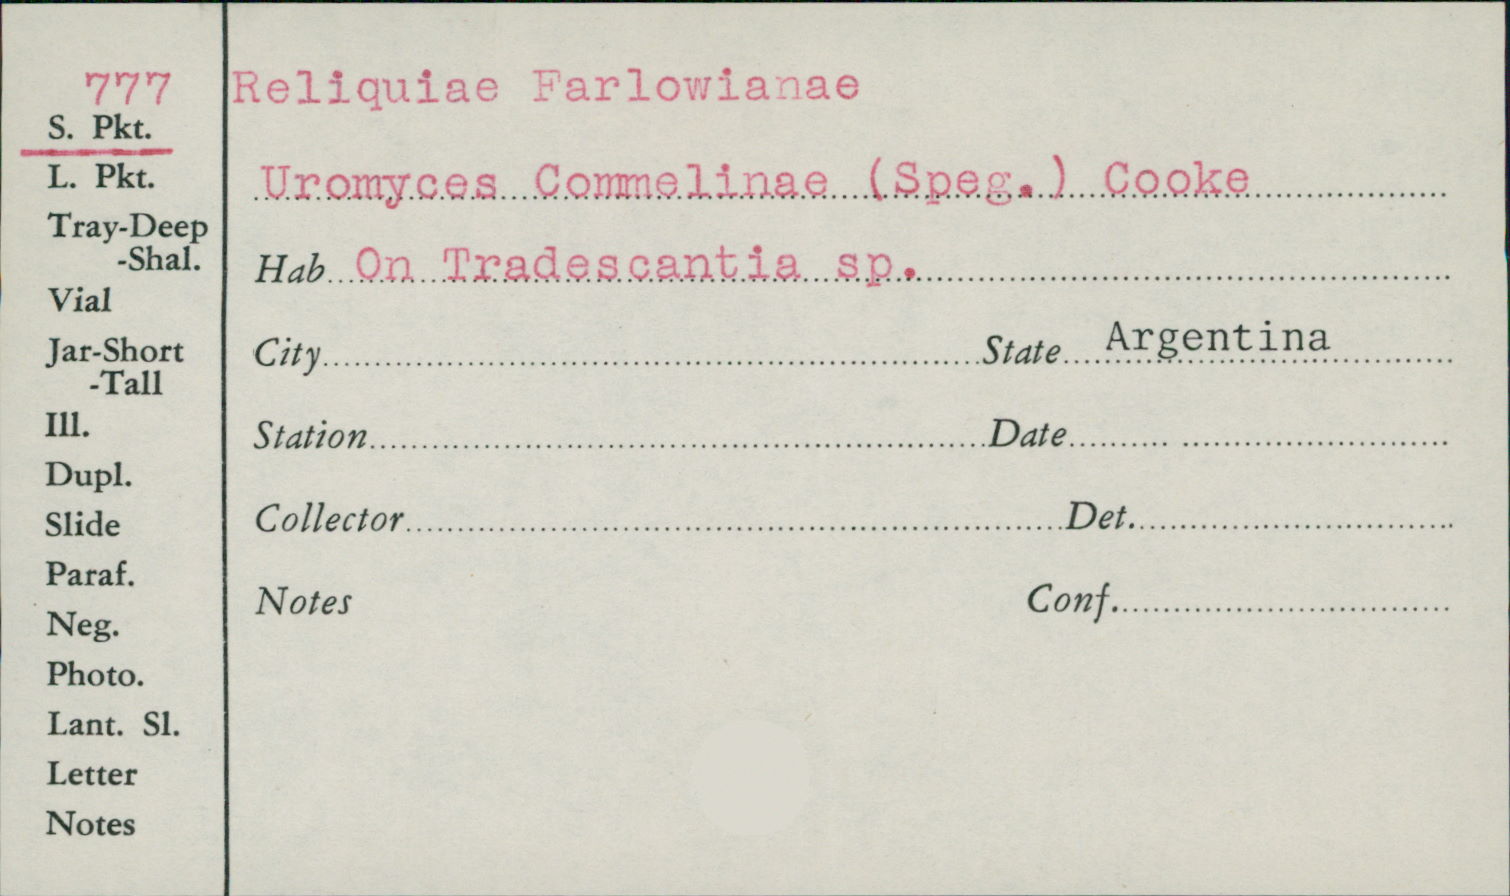 777
S. Pkt.
L. Pkt.
Tray-Deep
-Shal.
Vial
Jar-Short
-Tall
Ill.
Dupl.
Slide
Paraf.
Neg.
Photo.
Lant. Sl.
Letter
Notes
Reliquiae Farlowianae
Uromyces Commelinae (Speg.) Cooke
Hab On Tradescantia sp.
City State Argentina
Station Date
Collector Det.
Notes Conf.